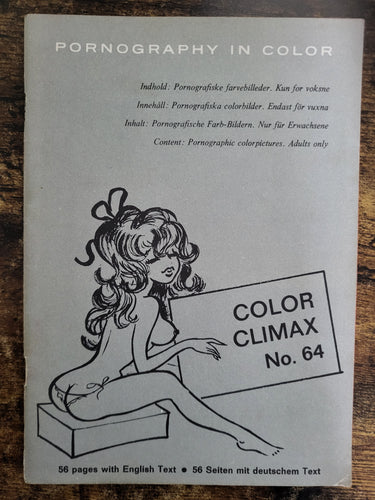 PORNOGRAPHY IN COLOR
Indhold: Pornografiske farvebilleder. Kun for voksne
Innehåll: Pornografiska colorbilder. Endast för vuxna
Inhalt: Pornografische Farb-Bildern. Nur für Erwachsene
Content: Pornographic colorpictures. Adults only
COLOR
CLIMAX
No. 64
56 pages with English Text ● 56 Seiten mit deutschem Text